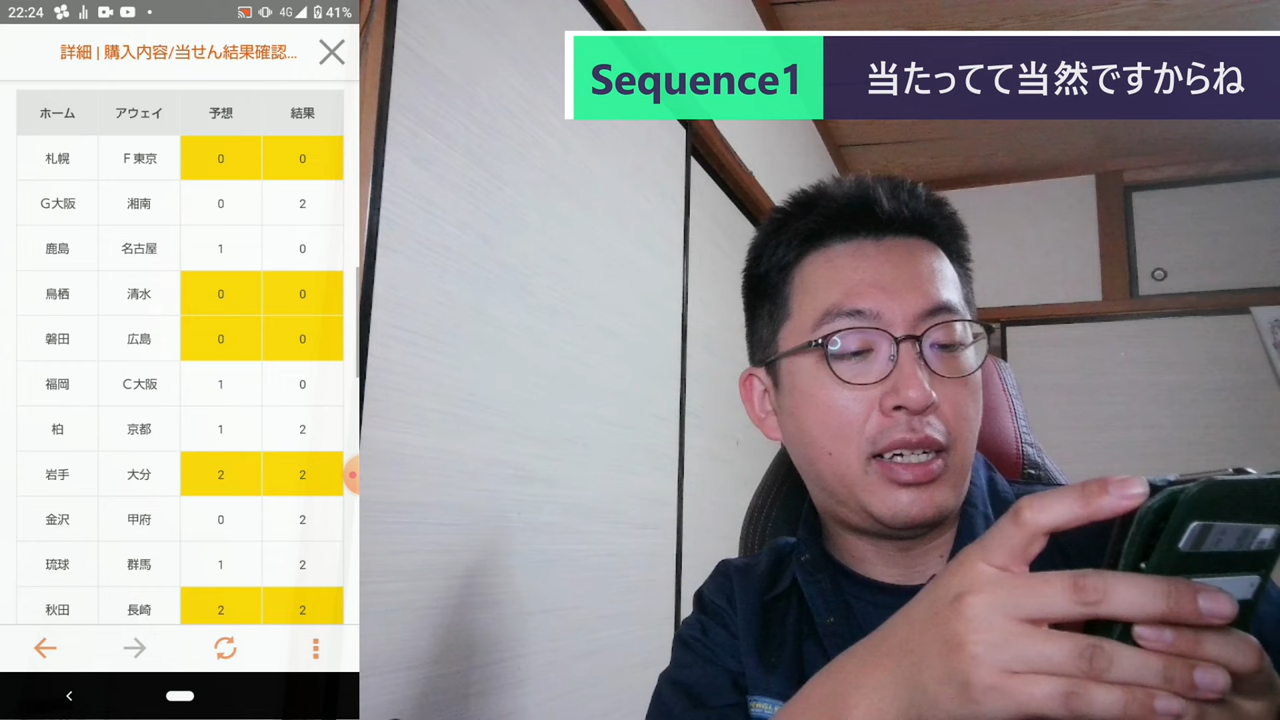 22:24 4G 41%
詳細 | 購入内容/当せん結果確認...
ホーム アウェイ 予想 結果
札幌 Ｆ東京 0 0
Ｇ大阪 湘南 0 2
鹿島 名古屋 1 0
鳥栖 清水 0 0
磐田 広島 0 0
福岡 Ｃ大阪 1 0
柏 京都 1 2
岩手 大分 2 2
金沢 甲府 0 2
琉球 群馬 1 2
秋田 長崎 2 2
Sequence1 当たってて当然ですからね